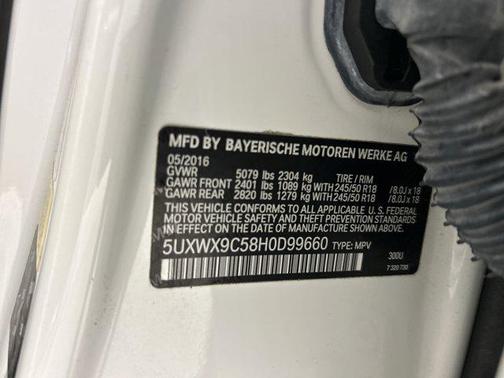 MFD BY BAYERISCHE MOTOREN WERKE AG
05/2016
GVWR 5079 lbs 2304 kg TIRE / RIM
GAWR FRONT 2401 lbs 1089 kg WITH 245/50 R18 / 8.0J x 18
GAWR REAR 2820 lbs 1279 kg WITH 245/50 R18 / 8.0J x 18
THIS VEHICLE CONFORMS TO ALL APPLICABLE U.S. FEDERAL
MOTOR VEHICLE SAFETY STANDARDS IN EFFECT ON THE
DATE OF MANUFACTURE SHOWN ABOVE.
5UXWX9C58H0D99660 TYPE: MPV
300U
7 320 730